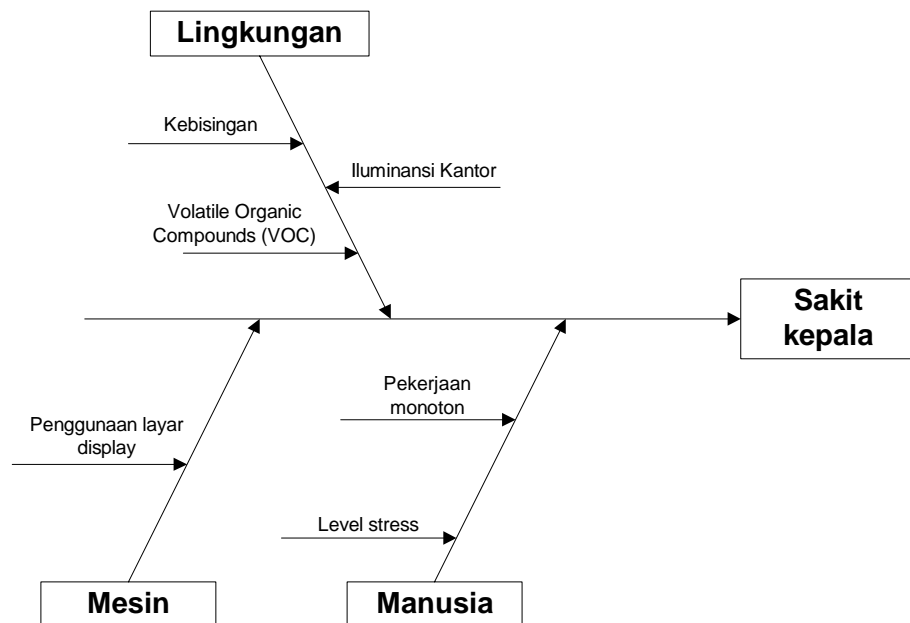 Lingkungan
Kebisingan
Iluminansi Kantor
Volatile Organic
Compounds (VOC)
Sakit
kepala
Pekerjaan
monoton
Penggunaan layar
display
Level stress
Mesin
Manusia